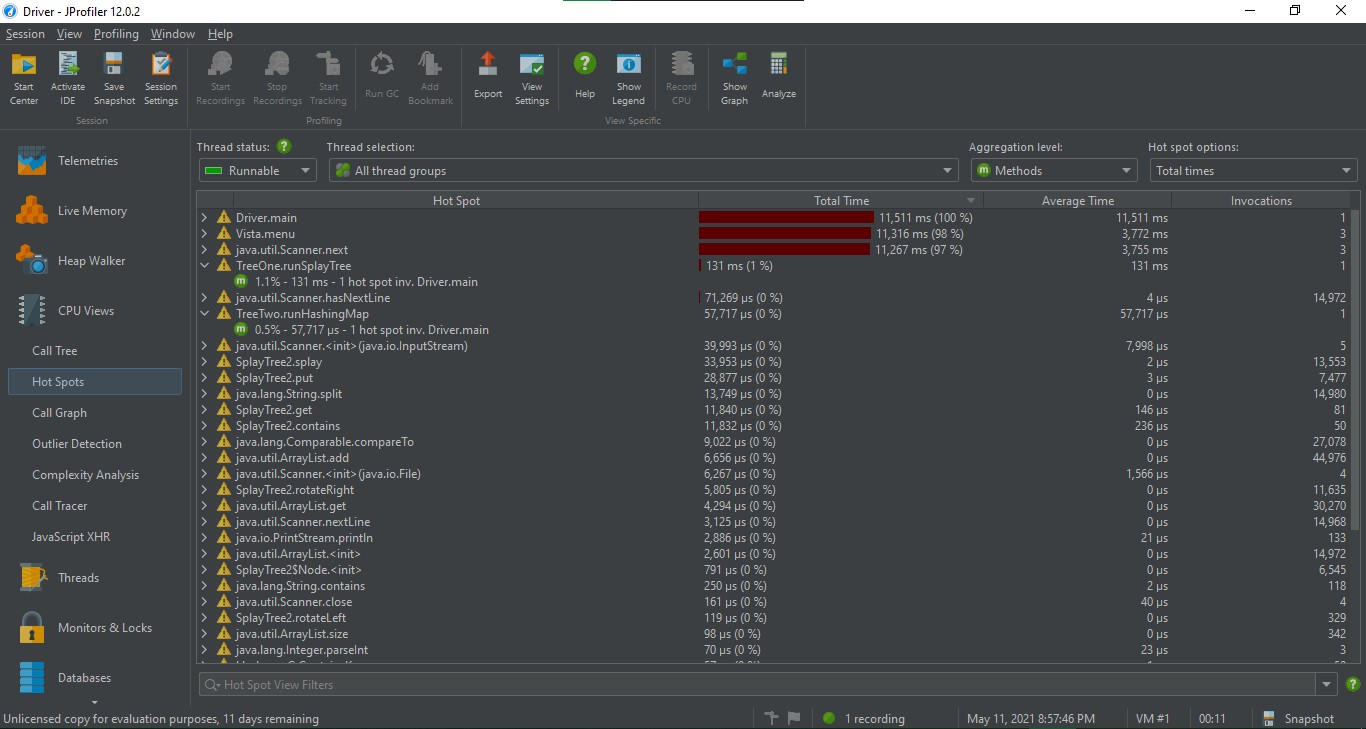 Driver - JProfiler 12.0.2
Session View Profiling Window Help
Start Center
Activate IDE
Save Snapshot
Session Settings
Start Recordings
Stop Recordings
Start Tracking
Run GC
Add Bookmark
Export
View Settings
Help
Show Legend
Record CPU
Show Graph
Analyze
Session
Profiling
View Specific
Telemetries
Live Memory
Heap Walker
CPU Views
Call Tree
Hot Spots
Call Graph
Outlier Detection
Complexity Analysis
Call Tracer
JavaScript XHR
Threads
Monitors & Locks
Databases
Thread status: ? Thread selection: Aggregation level: Hot spot options:
Runnable All thread groups m Methods Total times
Hot Spot Total Time Average Time Invocations
Driver.main 11,511 ms (100 %) 11,511 ms 1
Vista.menu 11,316 ms (98 %) 3,772 ms 3
java.util.Scanner.next 11,267 ms (97 %) 3,755 ms 3
TreeOne.runSplayTree 131 ms (1 %) 131 ms 1
m 1.1% - 131 ms - 1 hot spot inv. Driver.main
java.util.Scanner.hasNextLine 71,269 µs (0 %) 4 µs 14,972
TreeTwo.runHashingMap 57,717 µs (0 %) 57,717 µs 1
m 0.5% - 57,717 µs - 1 hot spot inv. Driver.main
java.util.Scanner.<init>(java.io.InputStream) 39,993 µs (0 %) 7,998 µs 5
SplayTree2.splay 33,953 µs (0 %) 2 µs 13,553
SplayTree2.put 28,877 µs (0 %) 3 µs 7,477
java.lang.String.split 13,749 µs (0 %) 0 µs 14,980
SplayTree2.get 11,840 µs (0 %) 146 µs 81
SplayTree2.contains 11,832 µs (0 %) 236 µs 50
java.lang.Comparable.compareTo 9,022 µs (0 %) 0 µs 27,078
java.util.ArrayList.add 6,656 µs (0 %) 0 µs 44,976
java.util.Scanner.<init>(java.io.File) 6,267 µs (0 %) 1,566 µs 4
SplayTree2.rotateRight 5,805 µs (0 %) 0 µs 11,635
java.util.ArrayList.get 4,294 µs (0 %) 0 µs 30,270
java.util.Scanner.nextLine 3,125 µs (0 %) 0 µs 14,968
java.io.PrintStream.println 2,886 µs (0 %) 21 µs 133
java.util.ArrayList.<init> 2,601 µs (0 %) 0 µs 14,972
SplayTree2$Node.<init> 791 µs (0 %) 0 µs 6,545
java.lang.String.contains 250 µs (0 %) 2 µs 118
java.util.Scanner.close 161 µs (0 %) 40 µs 4
SplayTree2.rotateLeft 119 µs (0 %) 0 µs 329
java.util.ArrayList.size 98 µs (0 %) 0 µs 342
java.lang.Integer.parseInt 70 µs (0 %) 23 µs 3
Hot Spot View Filters
Unlicensed copy for evaluation purposes, 11 days remaining 1 recording May 11, 2021 8:57:46 PM VM #1 00:11 Snapshot